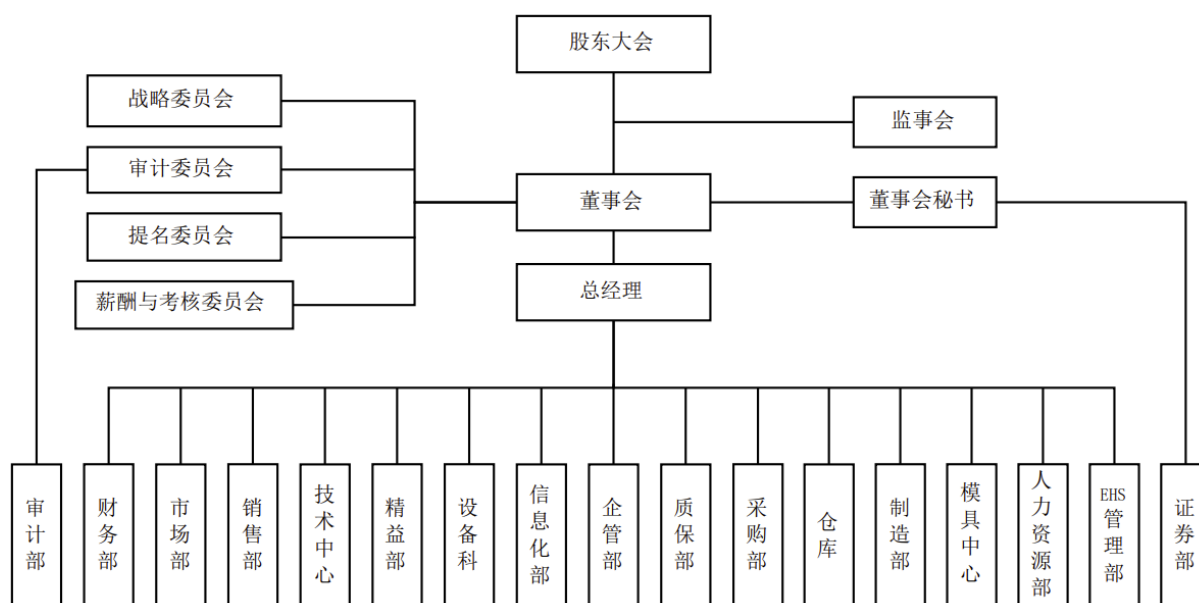 股东大会
战略委员会
监事会
审计委员会
董事会
董事会秘书
提名委员会
总经理
薪酬与考核委员会
审计部
财务部
市场部
销售部
技术中心
精益部
设备科
信息化部
企管部
质保部
采购部
仓库
制造部
模具中心
人力资源部
EHS管理部
证券部